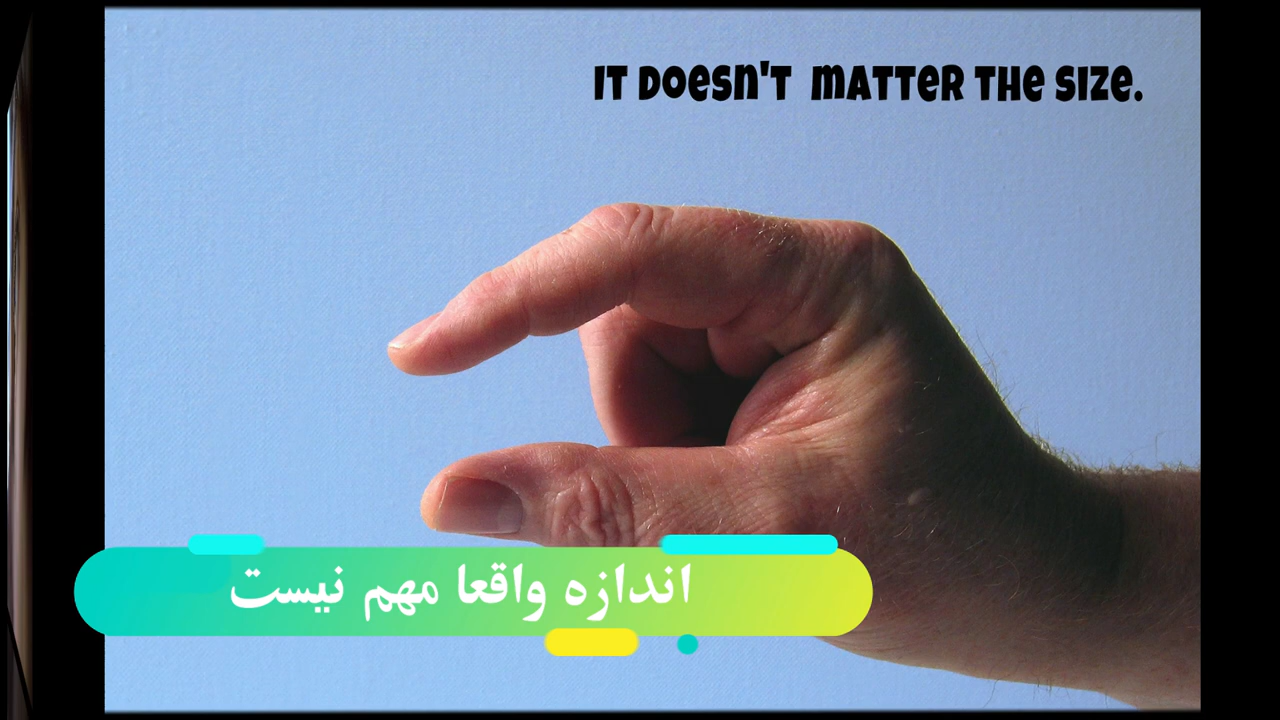 IT DOESN'T MATTER THE SIZE.
اندازه واقعا مهم نیست